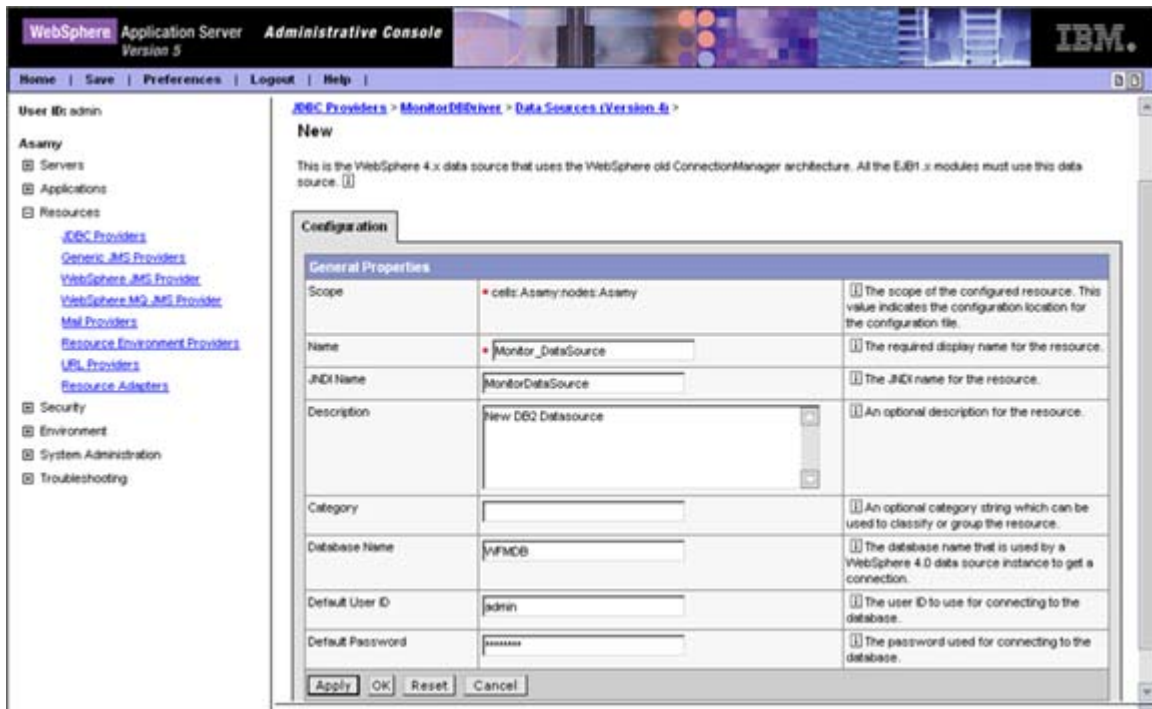 WebSphere Application Server Administrative Console
Version 5
IBM.
Home | Save | Preferences | Logout | Help |
User ID: admin
Asamy
Servers
Applications
Resources
JDBC Providers
Generic JMS Providers
WebSphere JMS Provider
WebSphere MQ JMS Provider
Mail Providers
Resource Environment Providers
URL Providers
Resource Adapters
Security
Environment
System Administration
Troubleshooting
JDBC Providers > MonitorDBDriver > Data Sources (Version 4) >
New
This is the WebSphere 4.x data source that uses the WebSphere old ConnectionManager architecture. All the EJB1.x modules must use this data
source. i
Configuration
General Properties
Scope
* cells:Asamy:nodes:Asamy
i The scope of the configured resource. This
value indicates the configuration location for
the configuration file.
Name
* Monitor_DataSource
i The required display name for the resource.
JNDI Name
MonitorDataSource
i The JNDI name for the resource.
Description
New DB2 Datasource
i An optional description for the resource.
Category
i An optional category string which can be
used to classify or group the resource.
Database Name
WFMDB
i The database name that is used by a
WebSphere 4.0 data source instance to get a
connection.
Default User ID
admin
i The user ID to use for connecting to the
database.
Default Password
********
i The password used for connecting to the
database.
Apply OK Reset Cancel